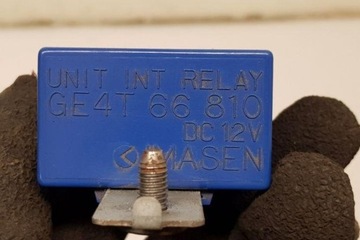 UNIT INT RELAY
GE4T 66 810
DC 12V
MASEN